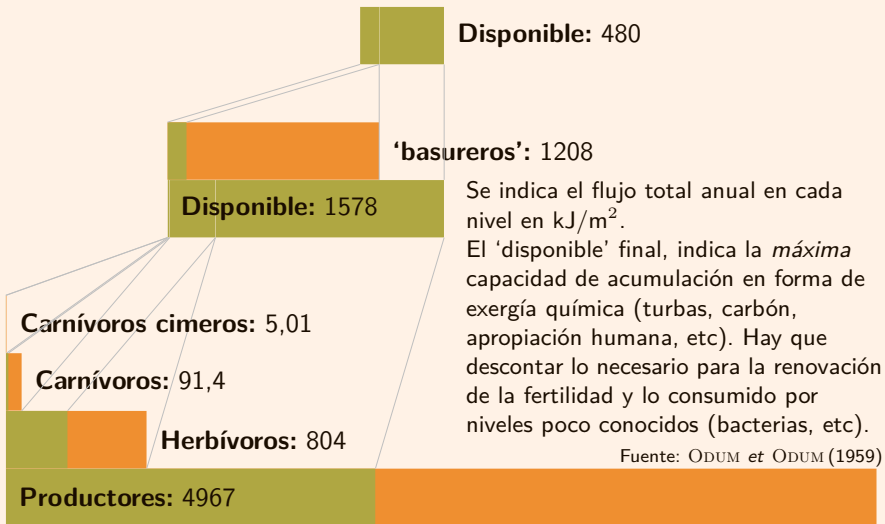 Disponible: 480
‘basureros’: 1208
Disponible: 1578
Se indica el flujo total anual en cada
nivel en kJ/m².
El ‘disponible’ final, indica la máxima
capacidad de acumulación en forma de
exergía química (turbas, carbón,
apropiación humana, etc). Hay que
descontar lo necesario para la renovación
de la fertilidad y lo consumido por
niveles poco conocidos (bacterias, etc).
Fuente: ODUM et ODUM (1959)
Carnívoros cimeros: 5,01
Carnívoros: 91,4
Herbívoros: 804
Productores: 4967